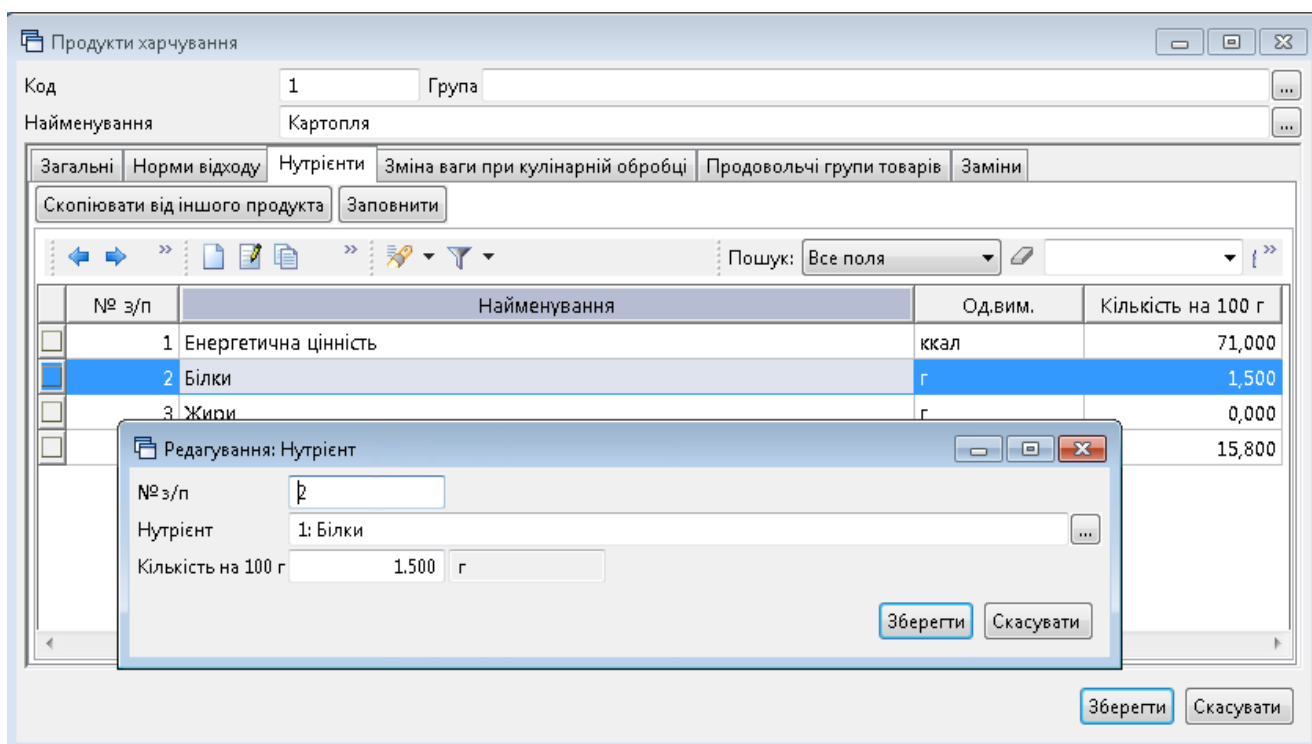 Продукти харчування
Код 1 Група ...
Найменування Картопля ...
Загальні Норми відходу Нутрієнти Зміна ваги при кулінарній обробці Продовольчі групи товарів Заміни
Скопіювати від іншого продукта Заповнити
Пошук: Все поля
№ з/п Найменування Од.вим. Кількість на 100 г
1 Енергетична цінність ккал 71,000
2 Білки г 1,500
3 Жири г 0,000
15,800
Редагування: Нутрієнт
№ з/п 2
Нутрієнт 1: Білки ...
Кількість на 100 г 1.500 г
Зберегти Скасувати
Зберегти Скасувати